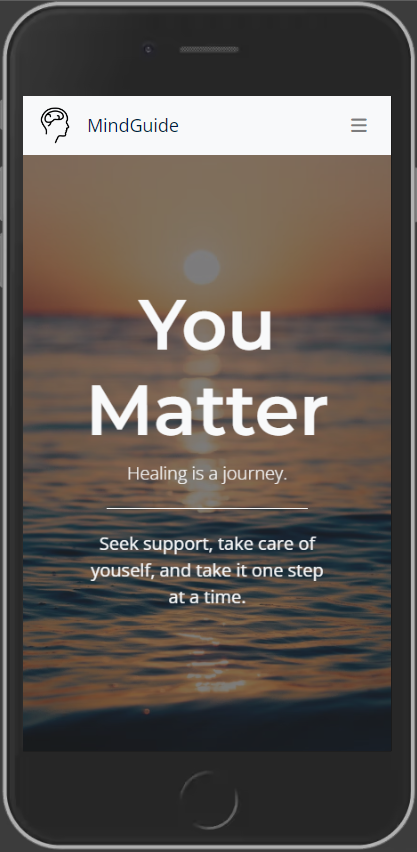 MindGuide
You
Matter
Healing is a journey.
Seek support, take care of
youself, and take it one step
at a time.